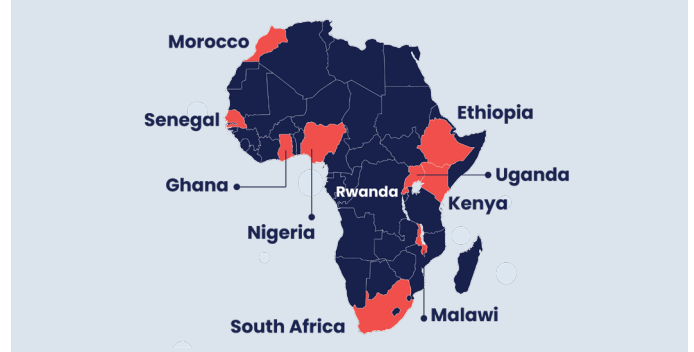 Morocco
Ethiopia
Senegal
Uganda
Ghana
Rwanda
Kenya
Nigeria
Malawi
South Africa